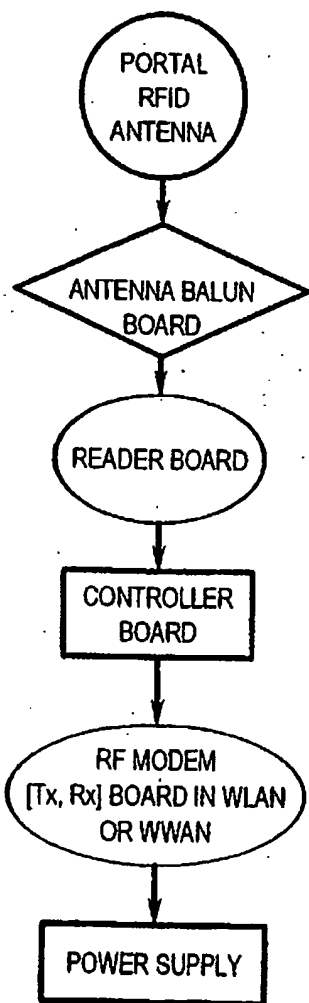 PORTAL
RFID
ANTENNA
ANTENNA BALUN
BOARD
READER BOARD
CONTROLLER
BOARD
RF MODEM
[Tx, Rx] BOARD IN WLAN
OR WWAN
POWER SUPPLY